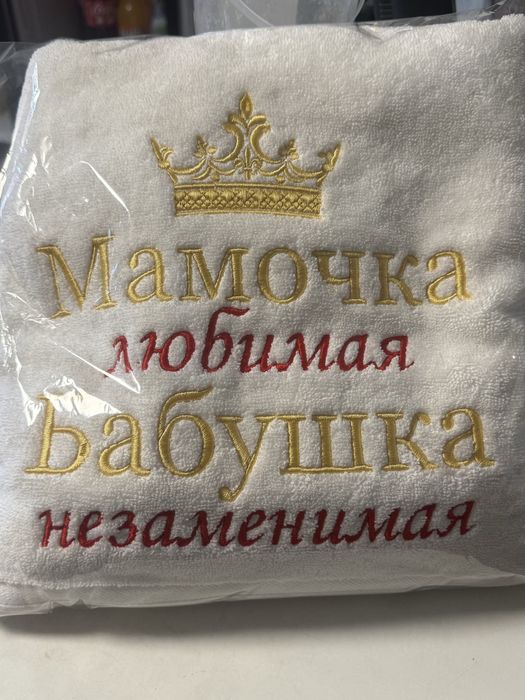 Мамочка
любимая
Бабушка
незаменимая